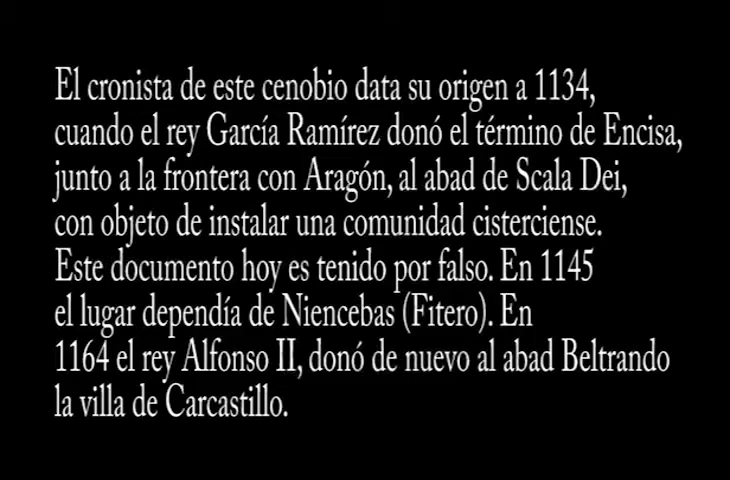 El cronista de este cenobio data su origen a 1134,
cuando el rey García Ramírez donó el término de Encisa,
junto a la frontera con Aragón, al abad de Scala Dei,
con objeto de instalar una comunidad cisterciense.
Este documento hoy es tenido por falso. En 1145
el lugar dependía de Niencebas (Fitero). En
1164 el rey Alfonso II, donó de nuevo al abad Beltrando
la villa de Carcastillo.